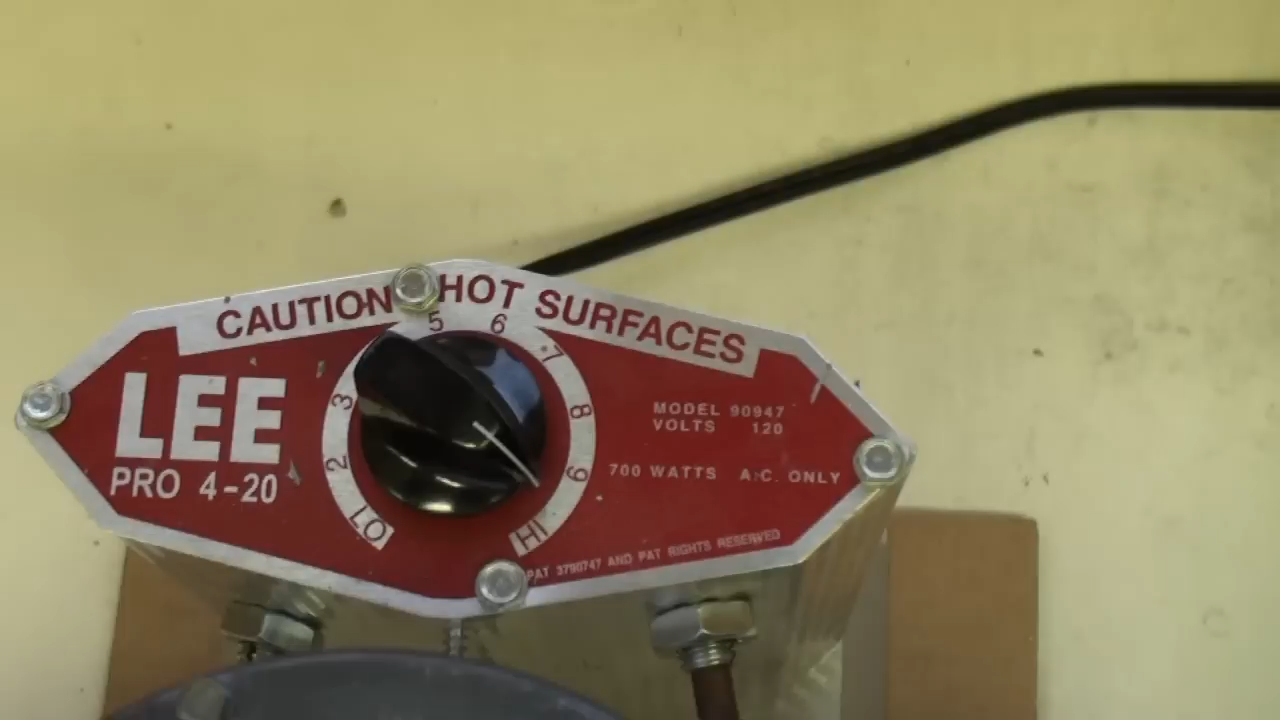 CAUTION HOT SURFACES
LEE
PRO 4-20
LO 2 3 5 6 7 8 9 HI
MODEL 90947
VOLTS 120
700 WATTS A.C. ONLY
PAT 3790747 AND PAT RIGHTS RESERVED